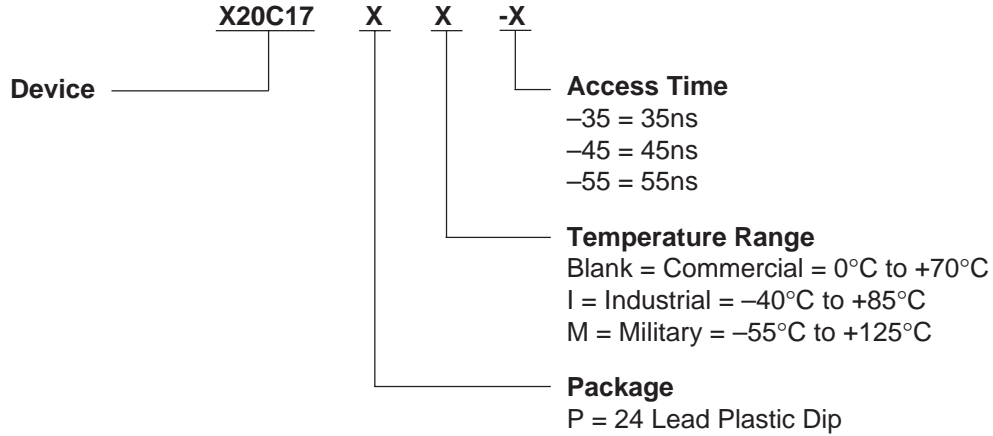 X20C17 X X -X
Device
Access Time
–35 = 35ns
–45 = 45ns
–55 = 55ns
Temperature Range
Blank = Commercial = 0°C to +70°C
I = Industrial = –40°C to +85°C
M = Military = –55°C to +125°C
Package
P = 24 Lead Plastic Dip